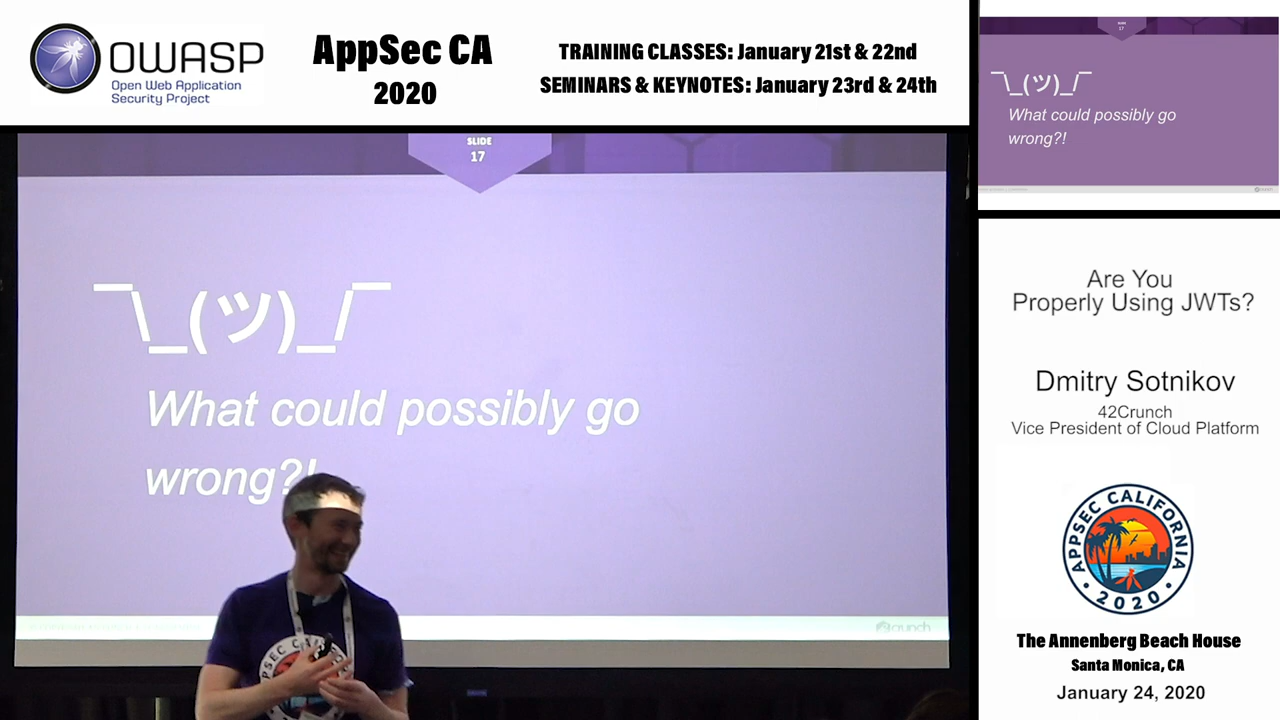 OWASP
Open Web Application
Security Project
AppSec CA
2020
TRAINING CLASSES: January 21st & 22nd
SEMINARS & KEYNOTES: January 23rd & 24th
SLIDE
17
¯\_(ツ)_/¯
What could possibly go
wrong?!
crunch
SLIDE
17
¯\_(ツ)_/¯
What could possibly go
wrong?!
Are You
Properly Using JWTs?
Dmitry Sotnikov
42Crunch
Vice President of Cloud Platform
APPSEC CALIFORNIA
• 2020 •
The Annenberg Beach House
Santa Monica, CA
January 24, 2020